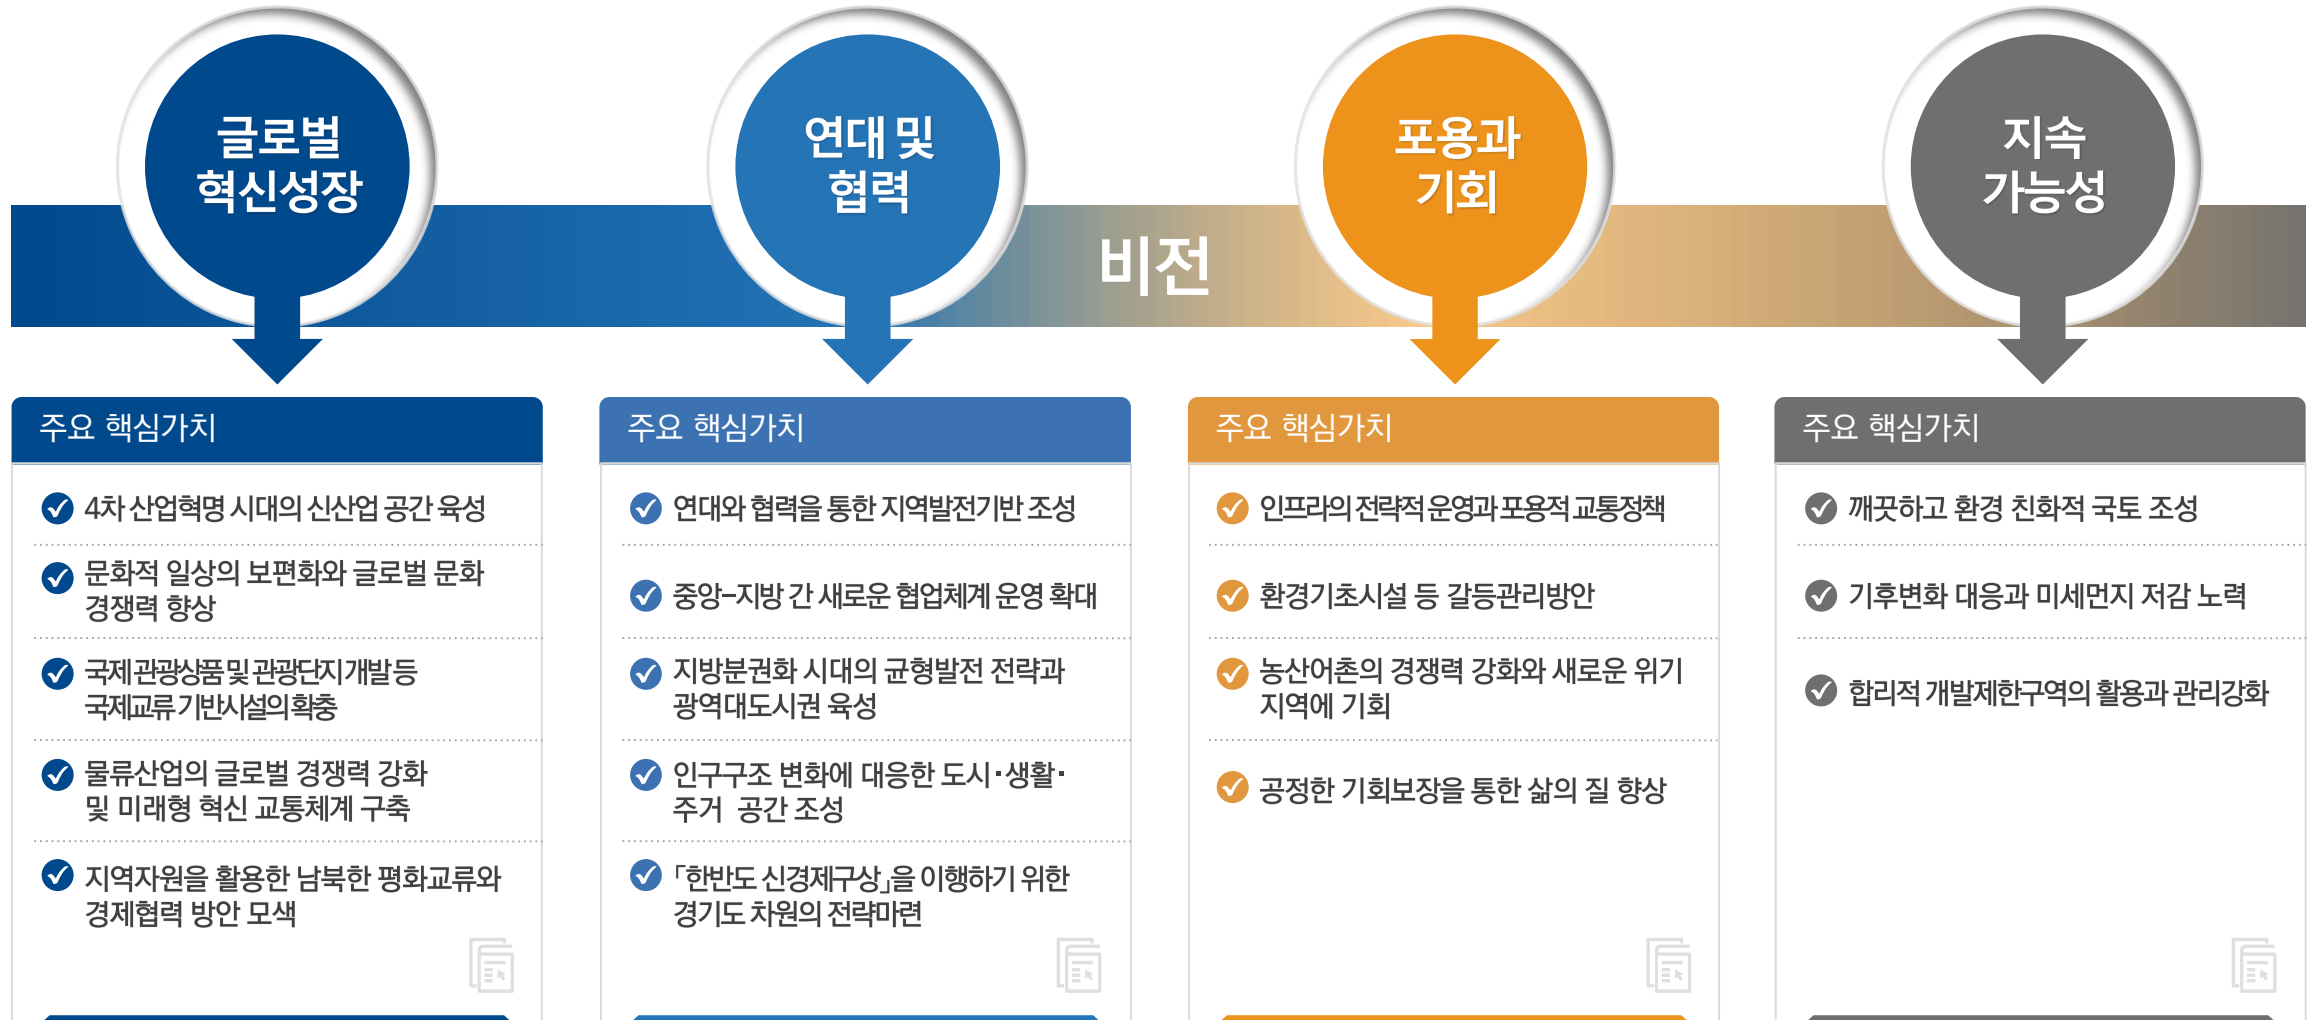 글로벌
혁신성장
연대 및
협력
포용과
기회
지속
가능성
비전
주요 핵심가치
4차 산업혁명 시대의 신산업 공간 육성
문화적 일상의 보편화와 글로벌 문화
경쟁력 향상
국제 관광상품 및 관광단지 개발 등
국제교류 기반시설의 확충
물류산업의 글로벌 경쟁력 강화
및 미래형 혁신 교통체계 구축
지역자원을 활용한 남북한 평화교류와
경제협력 방안 모색
주요 핵심가치
연대와 협력을 통한 지역발전기반 조성
중앙-지방 간 새로운 협업체계 운영 확대
지방분권화 시대의 균형발전 전략과
광역대도시권 육성
인구구조 변화에 대응한 도시·생활·
주거 공간 조성
「한반도 신경제구상」을 이행하기 위한
경기도 차원의 전략마련
주요 핵심가치
인프라의 전략적 운영과 포용적 교통정책
환경기초시설 등 갈등관리방안
농산어촌의 경쟁력 강화와 새로운 위기
지역에 기회
공정한 기회보장을 통한 삶의 질 향상
주요 핵심가치
깨끗하고 환경 친화적 국토 조성
기후변화 대응과 미세먼지 저감 노력
합리적 개발제한구역의 활용과 관리강화